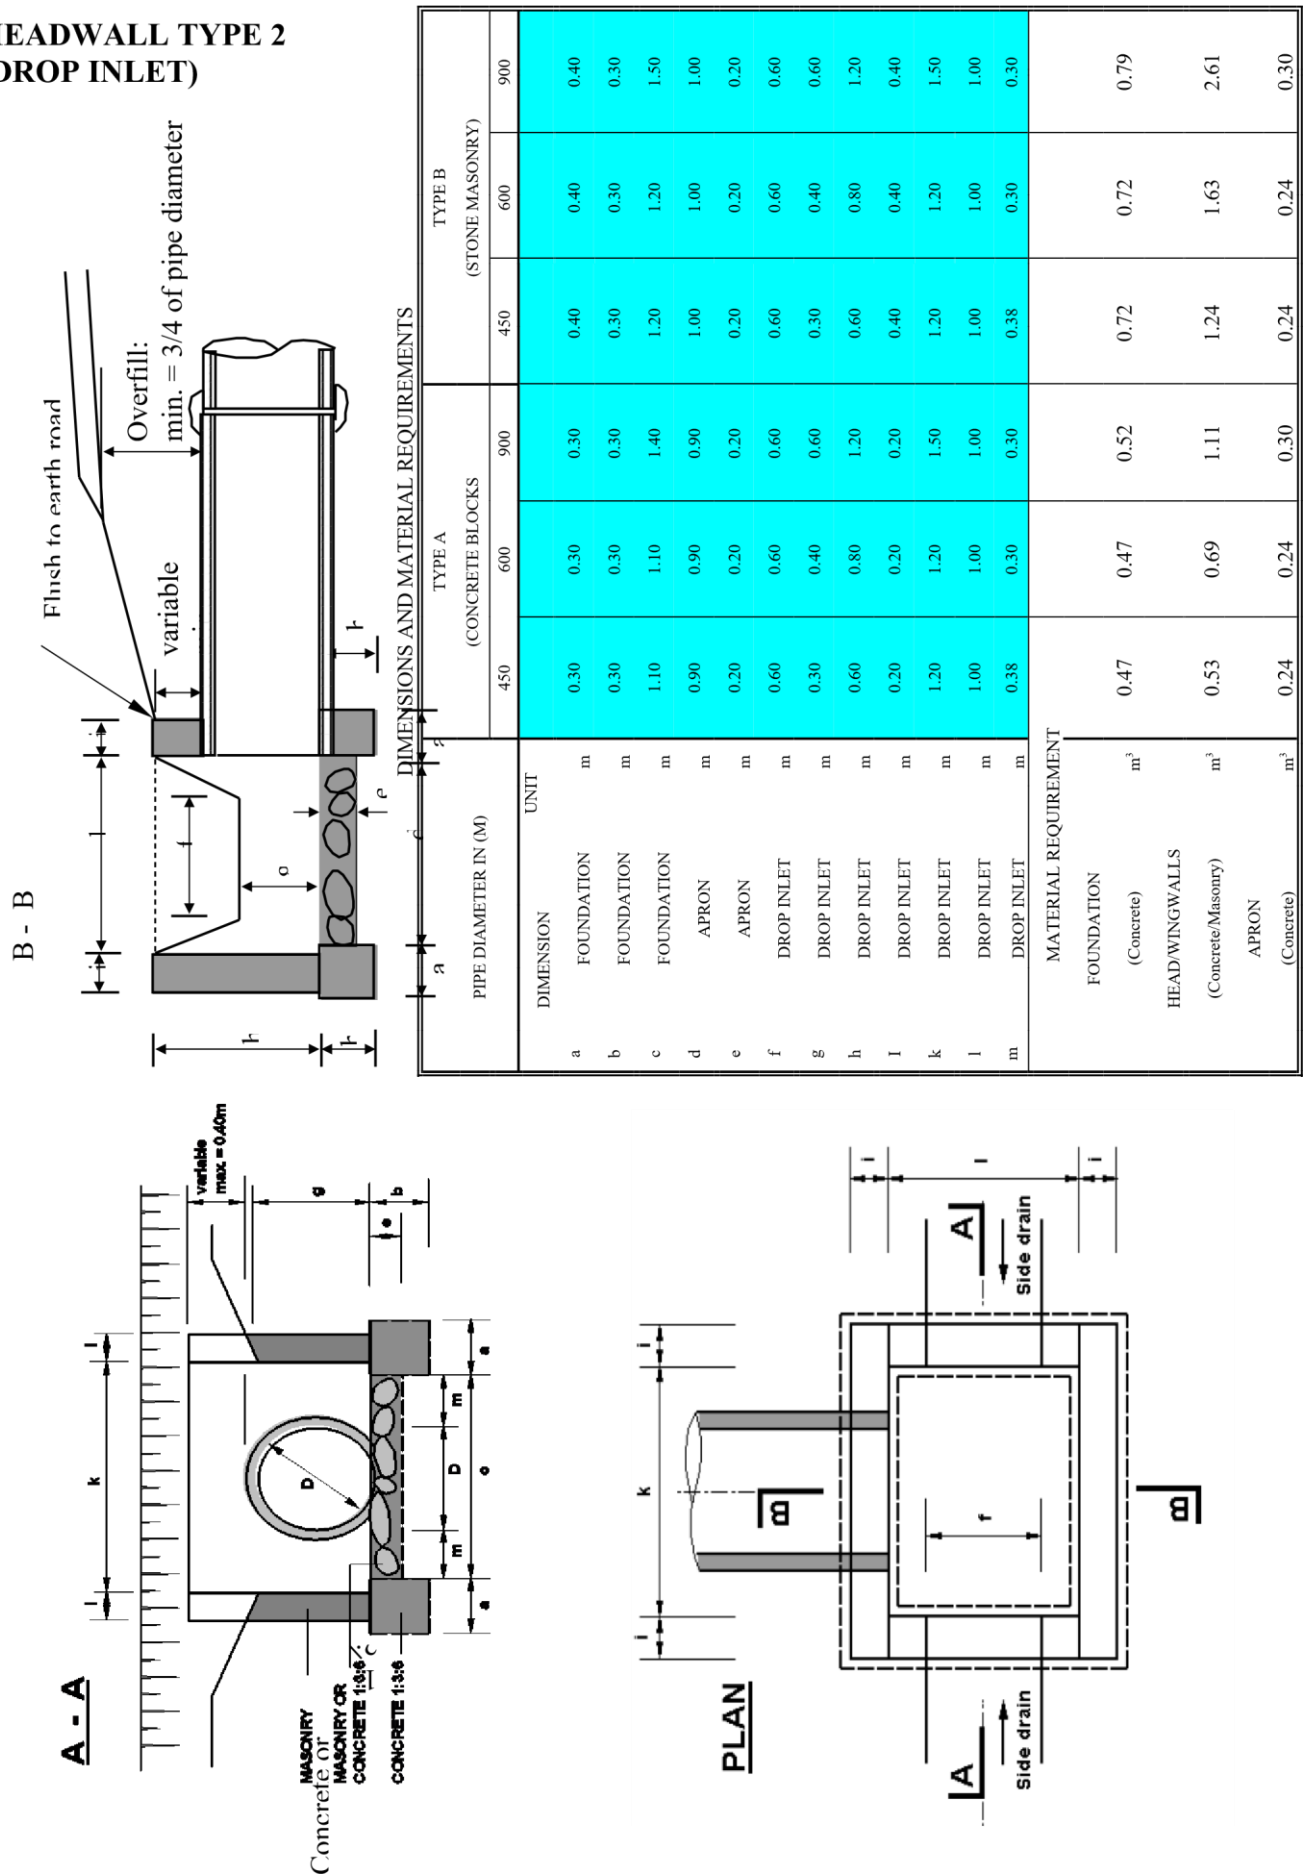 HEADWALL TYPE 2
(DROP INLET)
B - B
Flush to earth road
variable
Overfill:
min. = 3/4 of pipe diameter
i
l
i
f
g
e
h
b
b
a
d
a
DIMENSIONS AND MATERIAL REQUIREMENTS
PIPE DIAMETER IN (M) TYPE A TYPE B
(CONCRETE BLOCKS (STONE MASONRY)
450 600 900 450 600 900
DIMENSION UNIT
a FOUNDATION m 0.30 0.30 0.30 0.40 0.40 0.40
b FOUNDATION m 0.30 0.30 0.30 0.30 0.30 0.30
c FOUNDATION m 1.10 1.10 1.40 1.20 1.20 1.50
d APRON m 0.90 0.90 0.90 1.00 1.00 1.00
e APRON m 0.20 0.20 0.20 0.20 0.20 0.20
f DROP INLET m 0.60 0.60 0.60 0.60 0.60 0.60
g DROP INLET m 0.30 0.40 0.60 0.30 0.40 0.60
h DROP INLET m 0.60 0.80 1.20 0.60 0.80 1.20
I DROP INLET m 0.20 0.20 0.20 0.40 0.40 0.40
k DROP INLET m 1.20 1.20 1.50 1.20 1.20 1.50
l DROP INLET m 1.00 1.00 1.00 1.00 1.00 1.00
m DROP INLET m 0.38 0.30 0.30 0.38 0.30 0.30
MATERIAL REQUIREMENT
FOUNDATION
(Concrete) m³ 0.47 0.47 0.52 0.72 0.72 0.79
HEAD/WINGWALLS
(Concrete/Masonry) m³ 0.53 0.69 1.11 1.24 1.63 2.61
APRON
(Concrete) m³ 0.24 0.24 0.30 0.24 0.24 0.30
A - A
l
k
l
variable
max. = 0.40m
g
b
e
D
m
D
m
a
c
a
MASONRY
Concrete or
MASONRY OR
CONCRETE 1:3:6
CONCRETE 1:3:6
PLAN
i
k
i
i
l
i
f
A
A
B
B
Side drain
Side drain